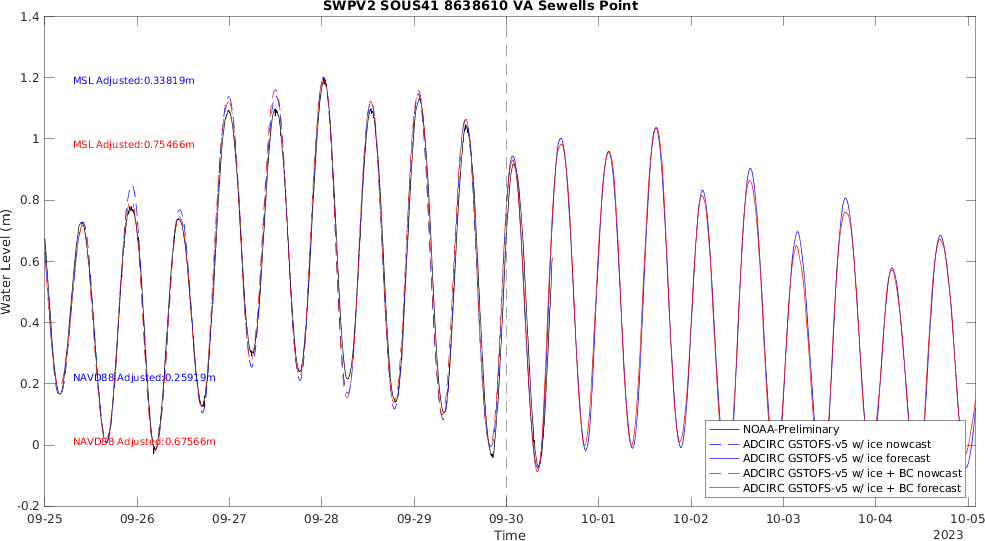 SWPV2 SOUS41 8638610 VA Sewells Point
1.4
1.2
1
0.8
0.6
0.4
0.2
0
-0.2
Water Level (m)
MSL Adjusted:0.33819m
MSL Adjusted:0.75466m
NAVD88 Adjusted:0.25919m
NAVD88 Adjusted:0.67566m
NOAA-Preliminary
ADCIRC GSTOFS-v5 w/ ice nowcast
ADCIRC GSTOFS-v5 w/ ice forecast
ADCIRC GSTOFS-v5 w/ ice + BC nowcast
ADCIRC GSTOFS-v5 w/ ice + BC forecast
09-25 09-26 09-27 09-28 09-29 09-30 10-01 10-02 10-03 10-04 10-05
Time
2023